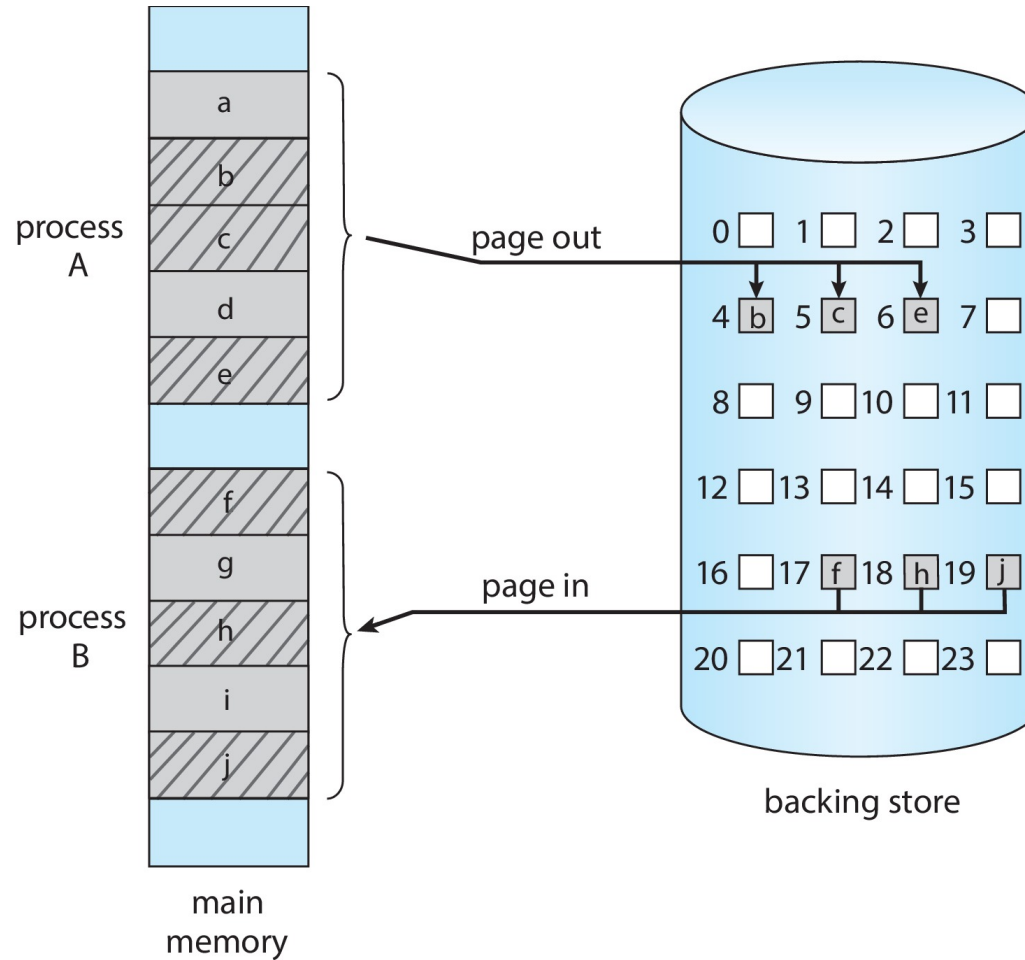 a
b
c
d
e
process
A
f
g
h
i
j
process
B
main
memory
page out
page in
0 1 2 3
4 b 5 c 6 e 7
8 9 10 11
12 13 14 15
16 17 f 18 h 19 j
20 21 22 23
backing store